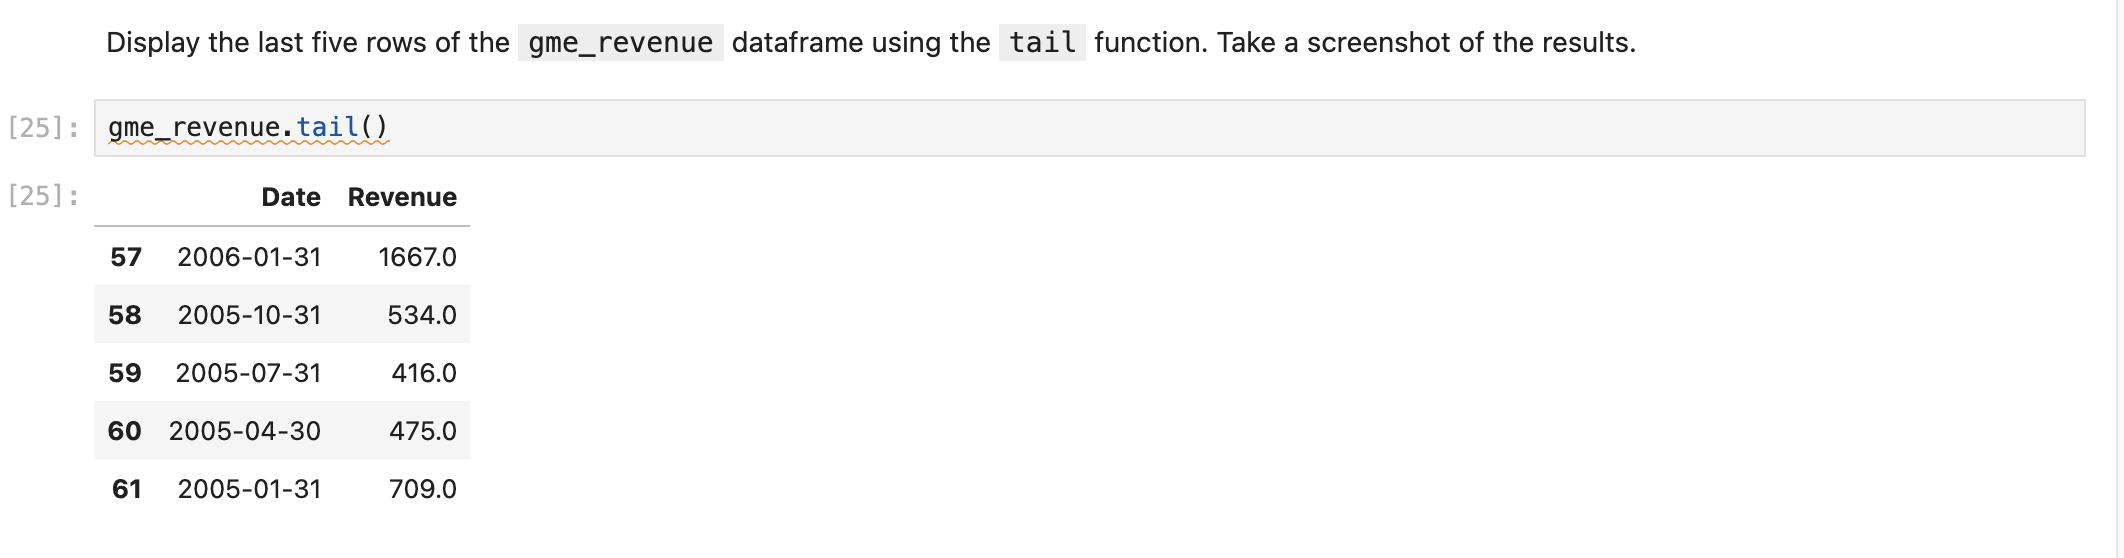 Display the last five rows of the gme_revenue dataframe using the tail function. Take a screenshot of the results.
[25]: gme_revenue.tail()
[25]: Date Revenue
57 2006-01-31 1667.0
58 2005-10-31 534.0
59 2005-07-31 416.0
60 2005-04-30 475.0
61 2005-01-31 709.0